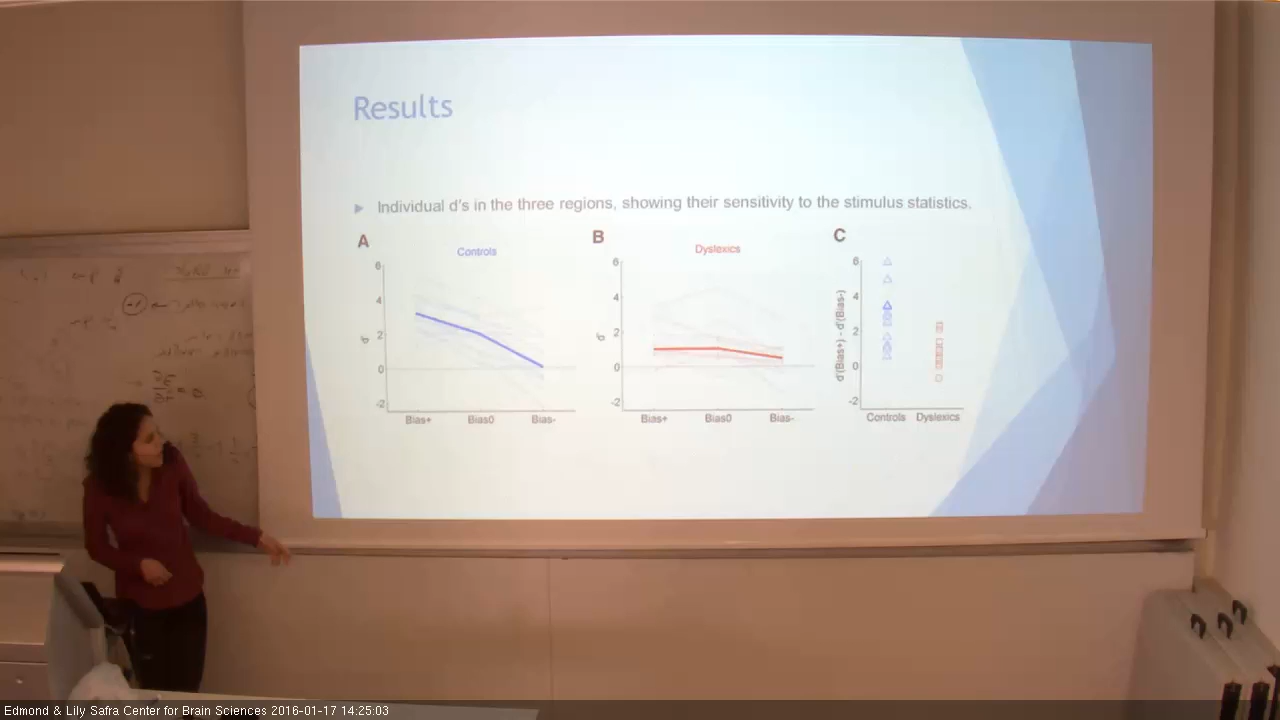 Results
Individual d's in the three regions, showing their sensitivity to the stimulus statistics.
A
Controls
6
4
2
0
-2
d'
Bias+ Bias0 Bias-
B
Dyslexics
6
4
2
0
-2
d'
Bias+ Bias0 Bias-
C
6
4
2
0
-2
d'(Bias+) - d'(Bias-)
Controls Dyslexics
Edmond & Lily Safra Center for Brain Sciences 2016-01-17 14:25:03